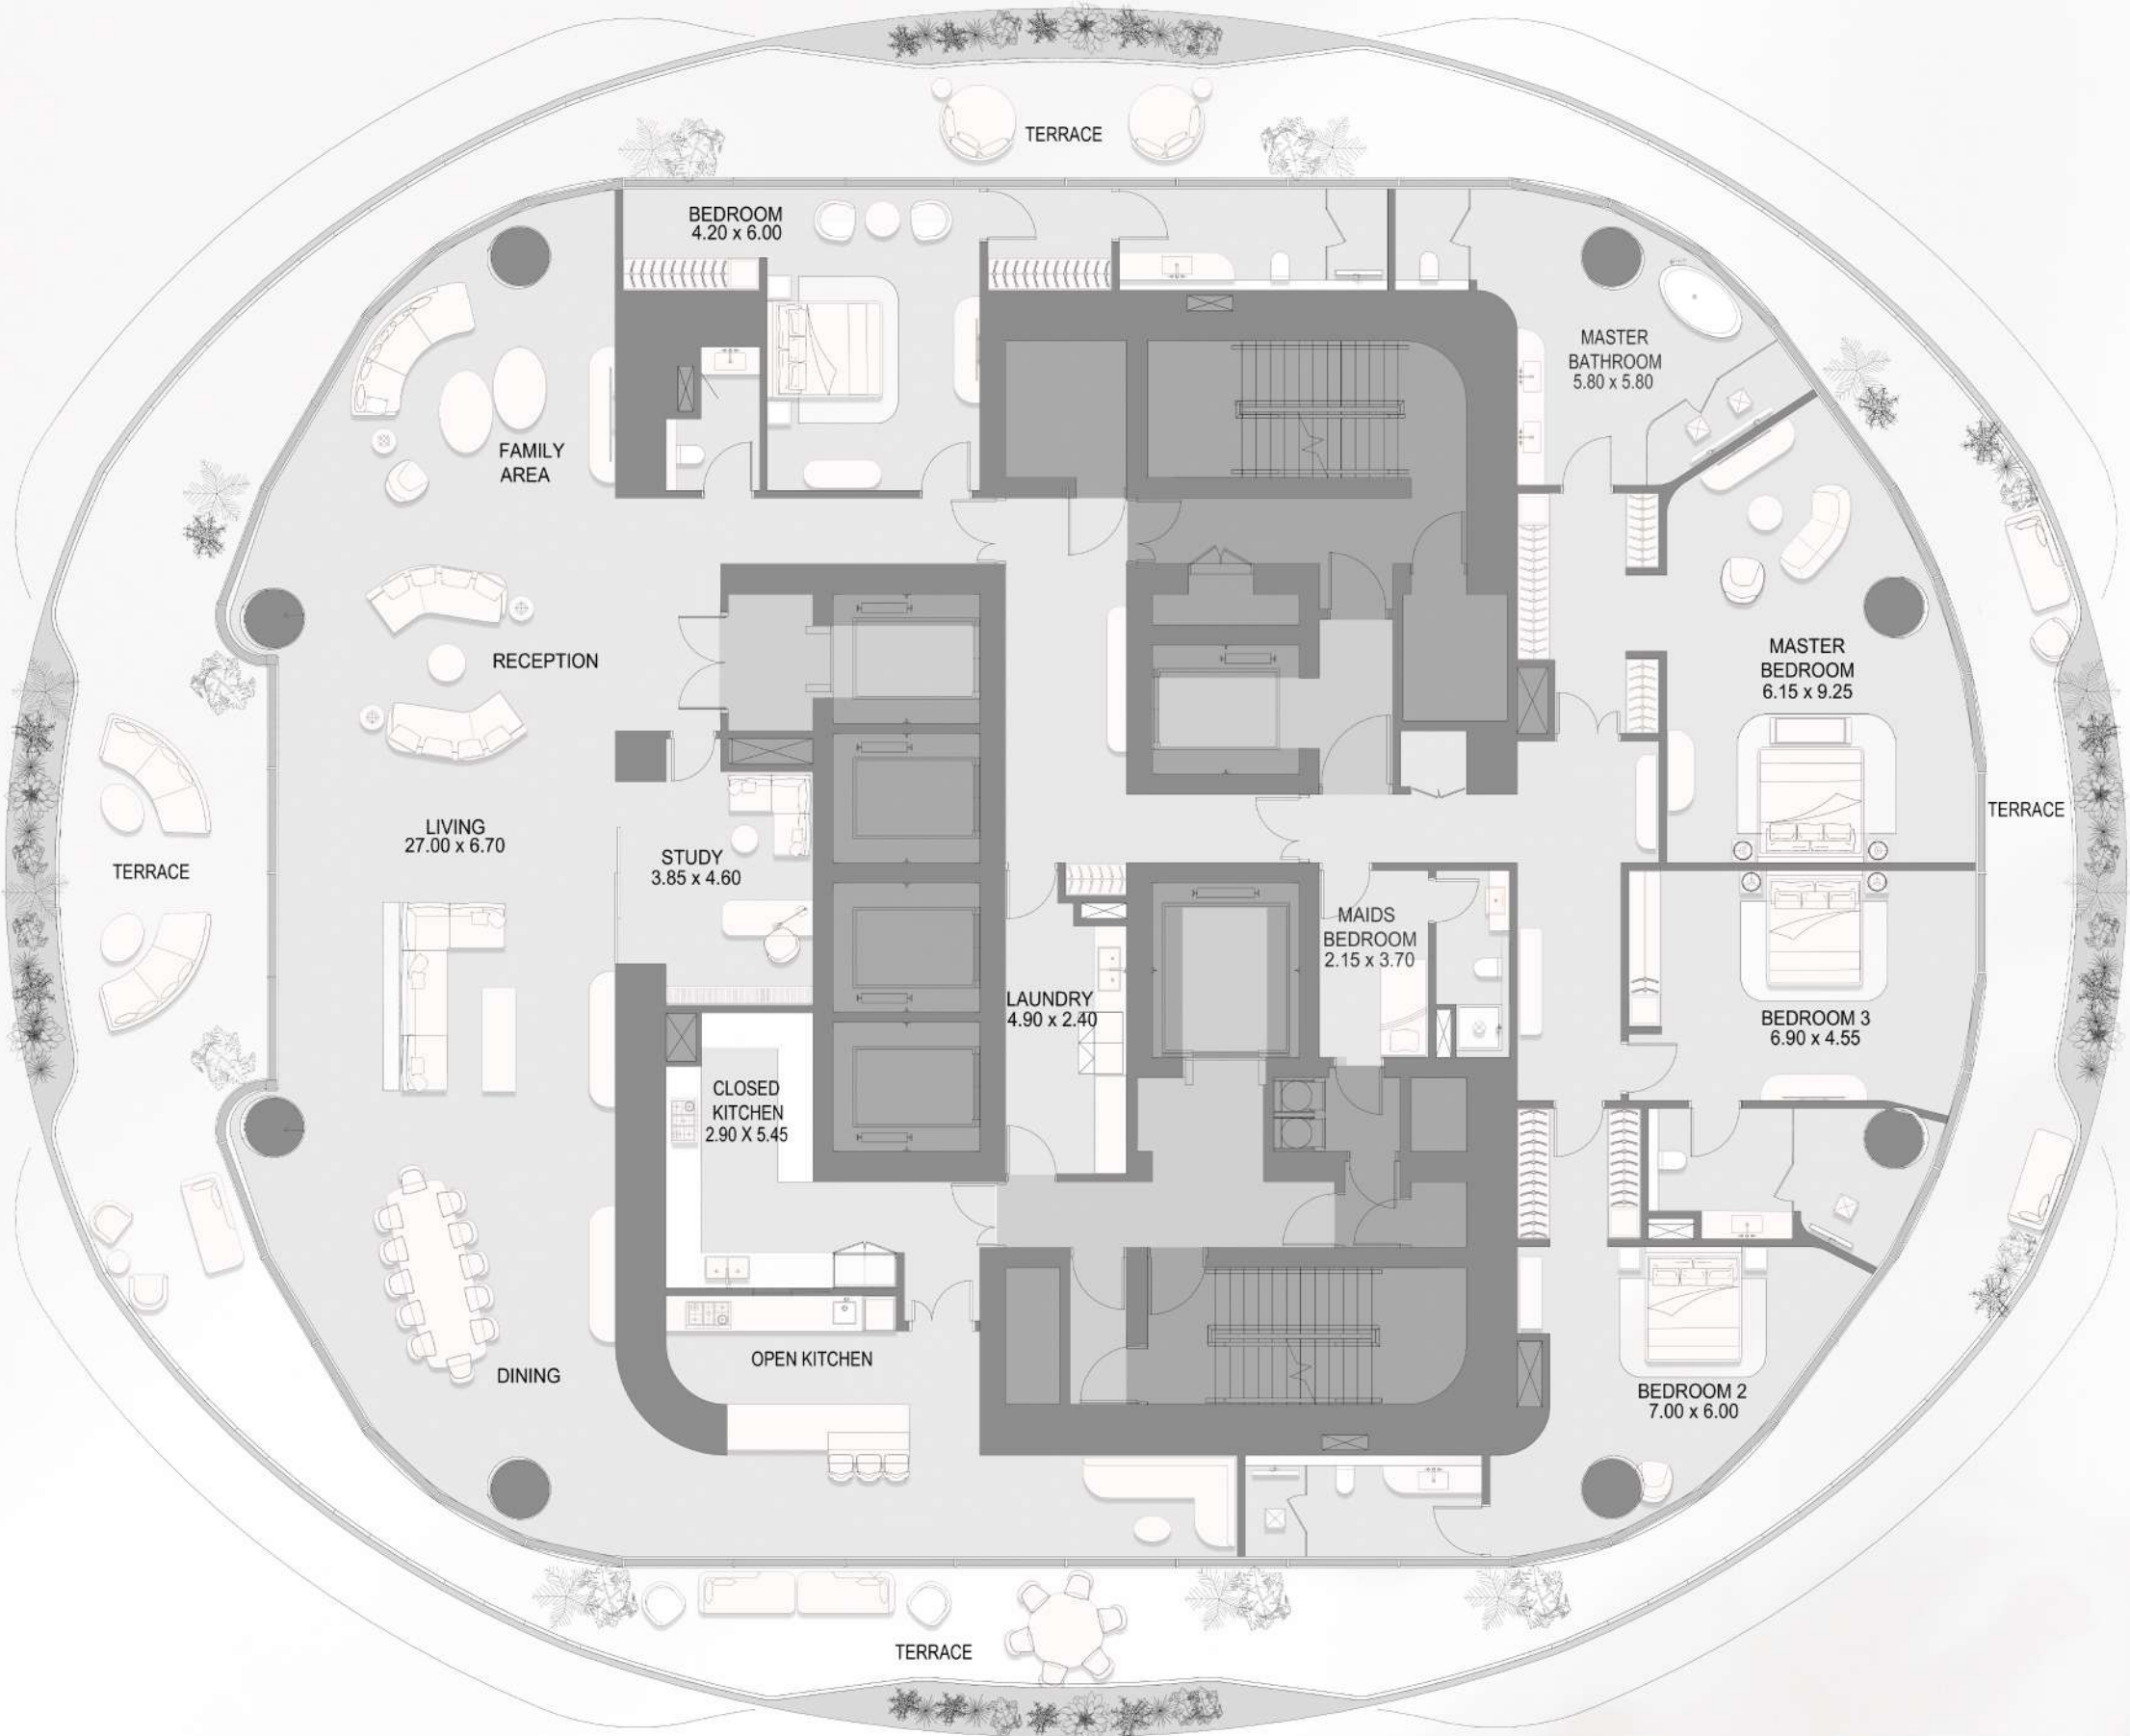 TERRACE
BEDROOM
4.20 x 6.00
MASTER
BATHROOM
5.80 x 5.80
FAMILY
AREA
RECEPTION
MASTER
BEDROOM
6.15 x 9.25
LIVING
27.00 x 6.70
TERRACE
STUDY
3.85 x 4.60
TERRACE
MAIDS
BEDROOM
2.15 x 3.70
LAUNDRY
4.90 x 2.40
BEDROOM 3
6.90 x 4.55
CLOSED
KITCHEN
2.90 X 5.45
OPEN KITCHEN
DINING
BEDROOM 2
7.00 x 6.00
TERRACE